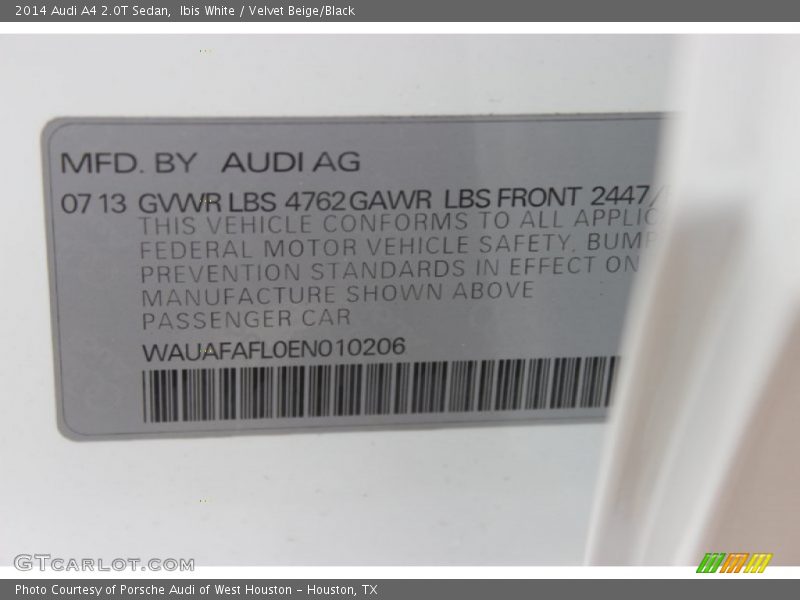 2014 Audi A4 2.0T Sedan,  Ibis White / Velvet Beige/Black
MFD. BY AUDI AG
07 13 GVWR LBS 4762 GAWR LBS FRONT 2447/
THIS VEHICLE CONFORMS TO ALL
FEDERAL MOTOR VEHICLE SAFETY, BUMP
PREVENTION STANDARDS IN EFFECT ON
MANUFACTURE SHOWN ABOVE
PASSENGER CAR
WAUAFAFL0EN010206
GTCARLOT.COM
Photo Courtesy of Porsche Audi of West Houston – Houston, TX